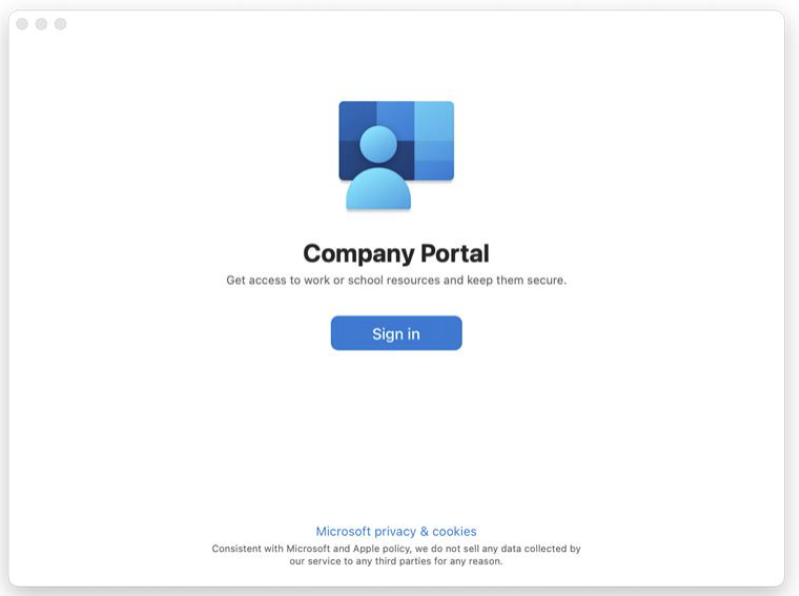 Company Portal
Get access to work or school resources and keep them secure.
Sign in
Microsoft privacy & cookies
Consistent with Microsoft and Apple policy, we do not sell any data collected by
our service to any third parties for any reason.